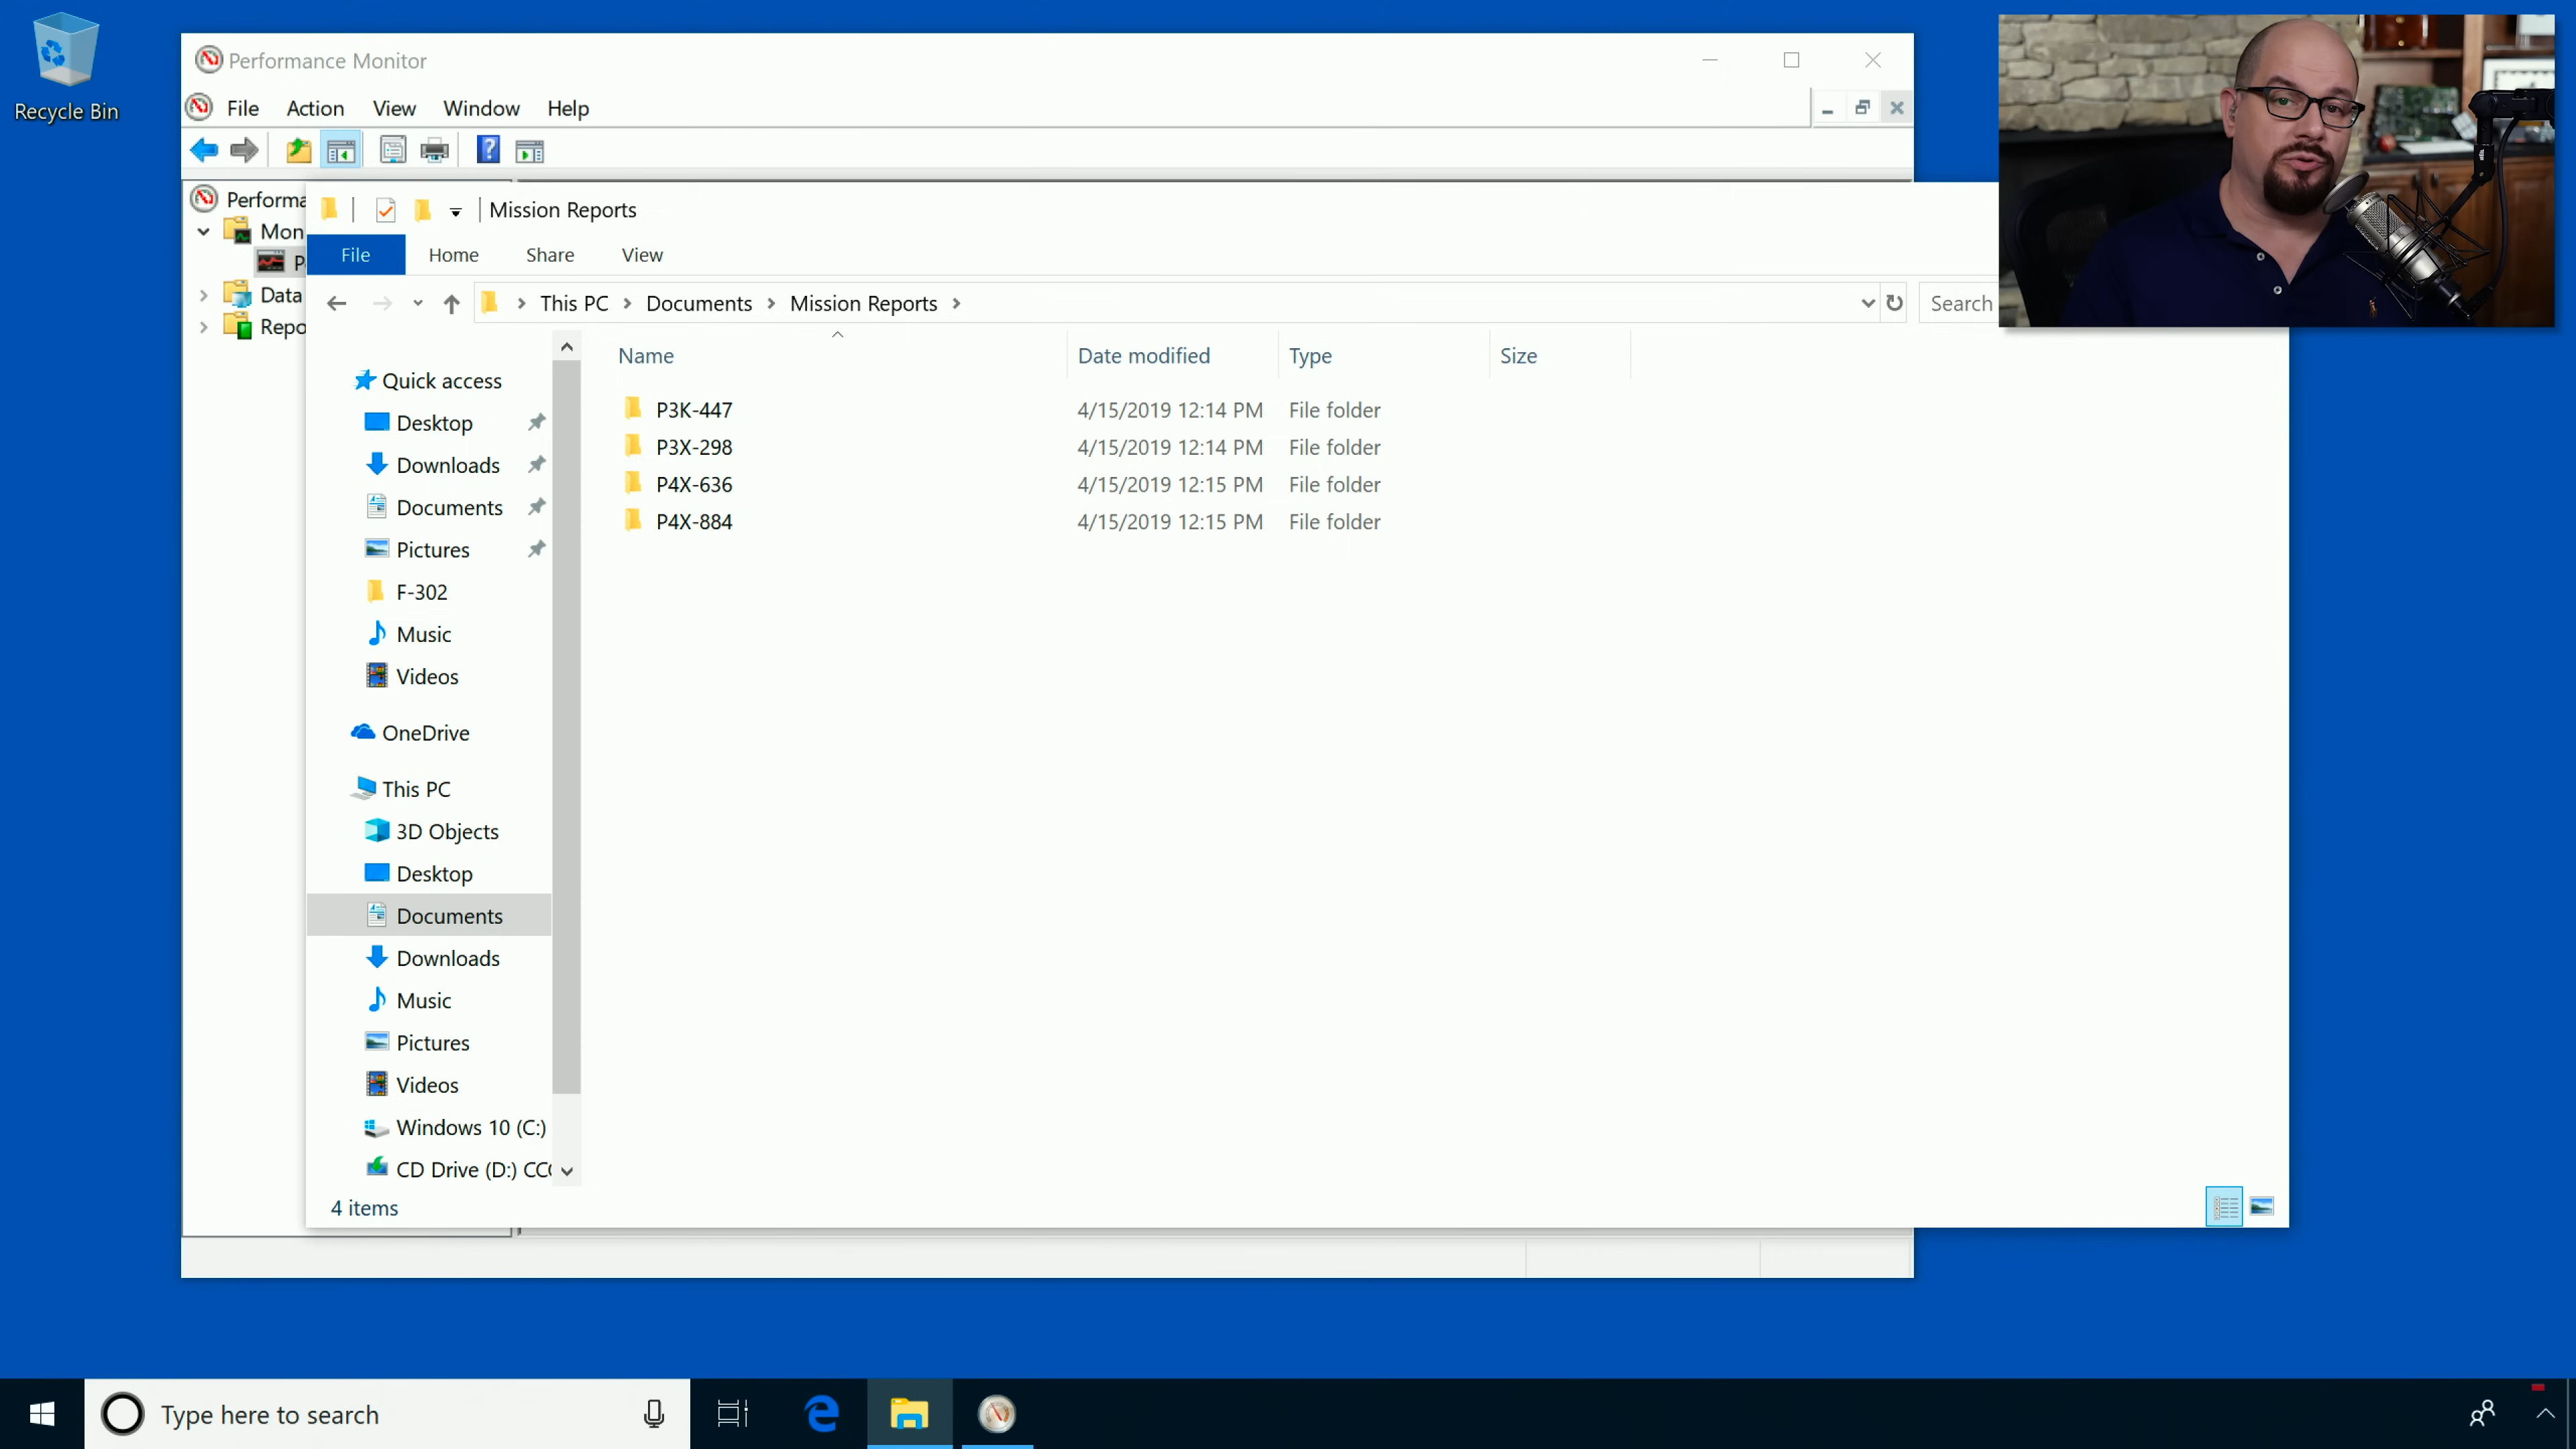 Recycle Bin
Performance Monitor
File Action View Window Help
Performa
Mon
P
Data
Repo
Mission Reports
File Home Share View
This PC Documents Mission Reports
Search
Name Date modified Type Size
P3K-447 4/15/2019 12:14 PM File folder
P3X-298 4/15/2019 12:14 PM File folder
P4X-636 4/15/2019 12:15 PM File folder
P4X-884 4/15/2019 12:15 PM File folder
Quick access
Desktop
Downloads
Documents
Pictures
F-302
Music
Videos
OneDrive
This PC
3D Objects
Desktop
Documents
Downloads
Music
Pictures
Videos
Windows 10 (C:)
CD Drive (D:) CC
4 items
Type here to search